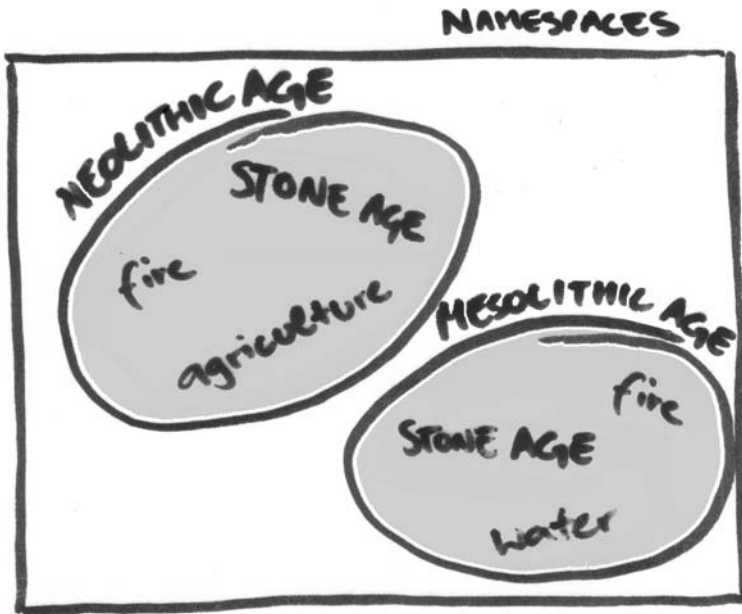 NAMESPACES
NEOLITHIC AGE
STONE AGE
fire
agriculture
MESOLITHIC AGE
fire
STONE AGE
water